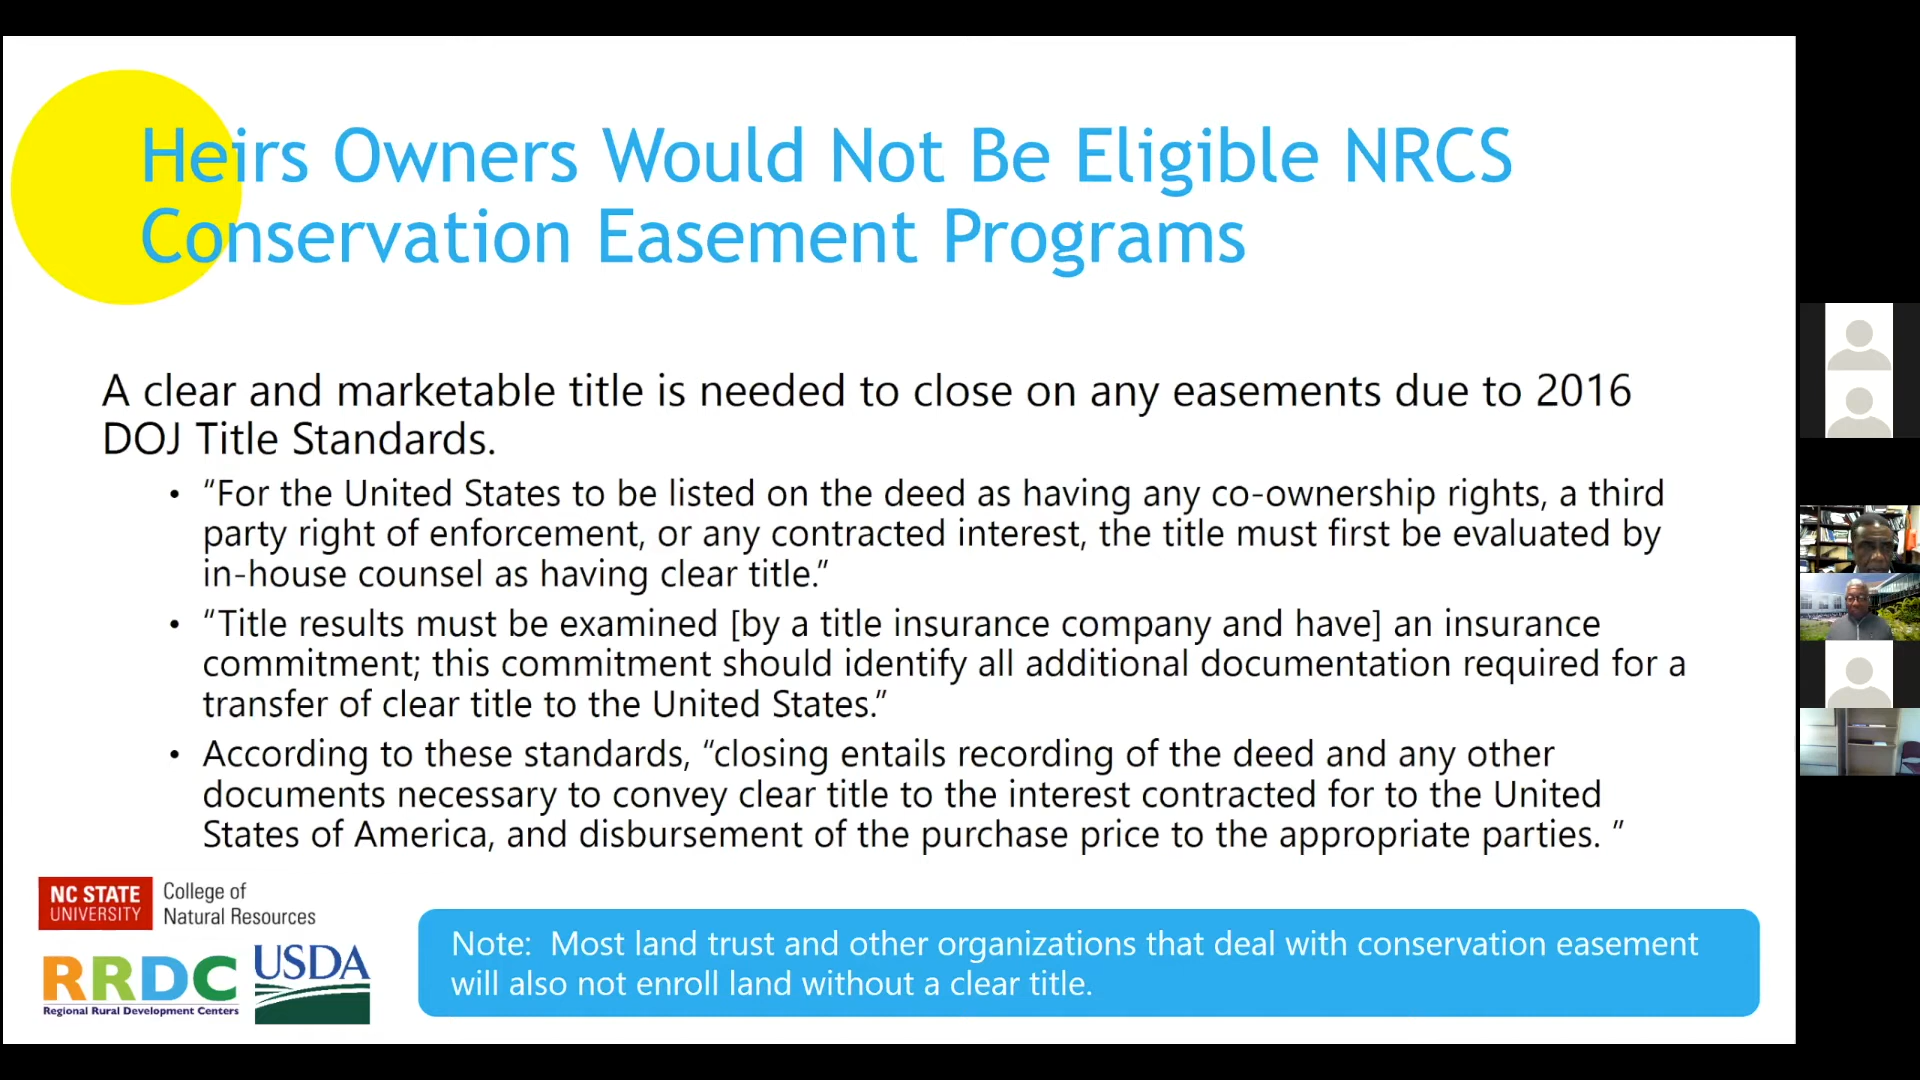 Heirs Owners Would Not Be Eligible NRCS
Conservation Easement Programs
A clear and marketable title is needed to close on any easements due to 2016
DOJ Title Standards.
• “For the United States to be listed on the deed as having any co-ownership rights, a third
party right of enforcement, or any contracted interest, the title must first be evaluated by
in-house counsel as having clear title.”
• “Title results must be examined [by a title insurance company and have] an insurance
commitment; this commitment should identify all additional documentation required for a
transfer of clear title to the United States.”
• According to these standards, “closing entails recording of the deed and any other
documents necessary to convey clear title to the interest contracted for to the United
States of America, and disbursement of the purchase price to the appropriate parties. ”
NC STATE
UNIVERSITY
College of
Natural Resources
RRDC
Regional Rural Development Centers
USDA
Note:  Most land trust and other organizations that deal with conservation easement
will also not enroll land without a clear title.